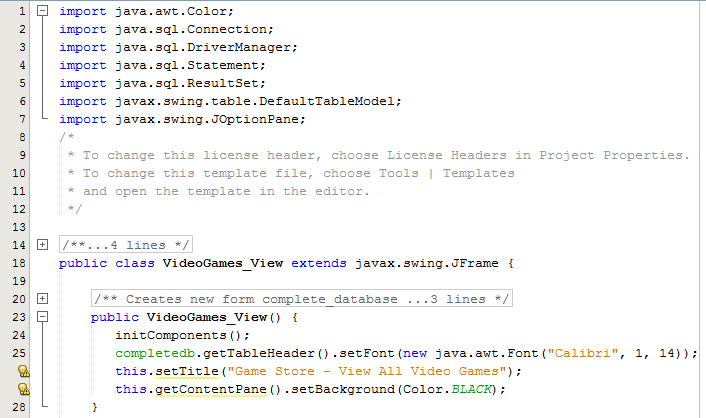 1 import java.awt.Color;
2 import java.sql.Connection;
3 import java.sql.DriverManager;
4 import java.sql.Statement;
5 import java.sql.ResultSet;
6 import javax.swing.table.DefaultTableModel;
7 import javax.swing.JOptionPane;
8 /*
9  * To change this license header, choose License Headers in Project Properties.
10  * To change this template file, choose Tools | Templates
11  * and open the template in the editor.
12  */
13
14 /**...4 lines */
18 public class VideoGames_View extends javax.swing.JFrame {
19
20     /** Creates new form complete_database ...3 lines */
23     public VideoGames_View() {
24        initComponents();
25        completedb.getTableHeader().setFont(new java.awt.Font("Calibri", 1, 14));
       this.setTitle("Game Store - View All Video Games");
       this.getContentPane().setBackground(Color.BLACK);
28     }